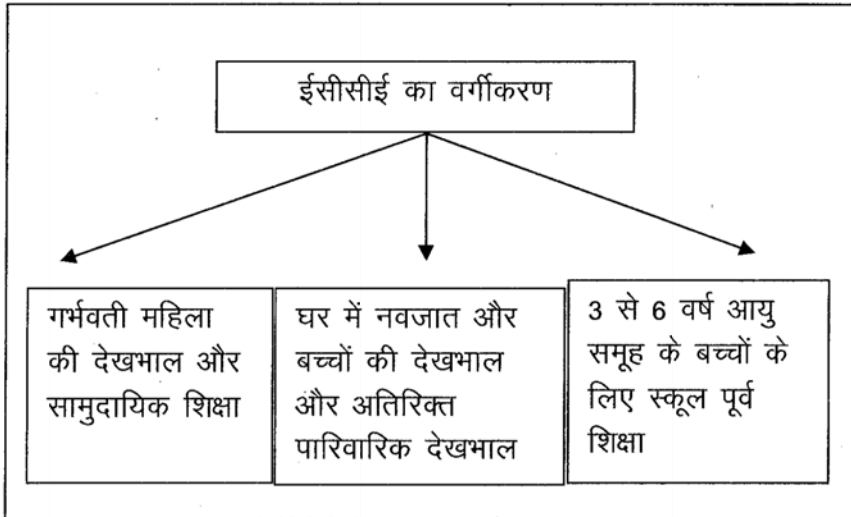 ईसीसीई का वर्गीकरण
गर्भवती महिला
की देखभाल और
सामुदायिक शिक्षा
घर में नवजात और
बच्चों की देखभाल
और अतिरिक्त
पारिवारिक देखभाल
3 से 6 वर्ष आयु
समूह के बच्चों के
लिए स्कूल पूर्व
शिक्षा